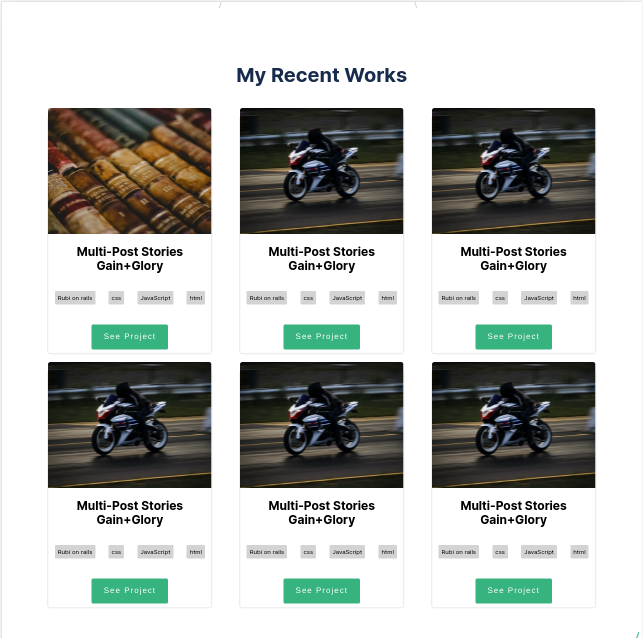 My Recent Works
Multi-Post Stories
Gain+Glory
Rubi on rails css JavaScript html
See Project
Multi-Post Stories
Gain+Glory
Rubi on rails css JavaScript html
See Project
Multi-Post Stories
Gain+Glory
Rubi on rails css JavaScript html
See Project
Multi-Post Stories
Gain+Glory
Rubi on rails css JavaScript html
See Project
Multi-Post Stories
Gain+Glory
Rubi on rails css JavaScript html
See Project
Multi-Post Stories
Gain+Glory
Rubi on rails css JavaScript html
See Project